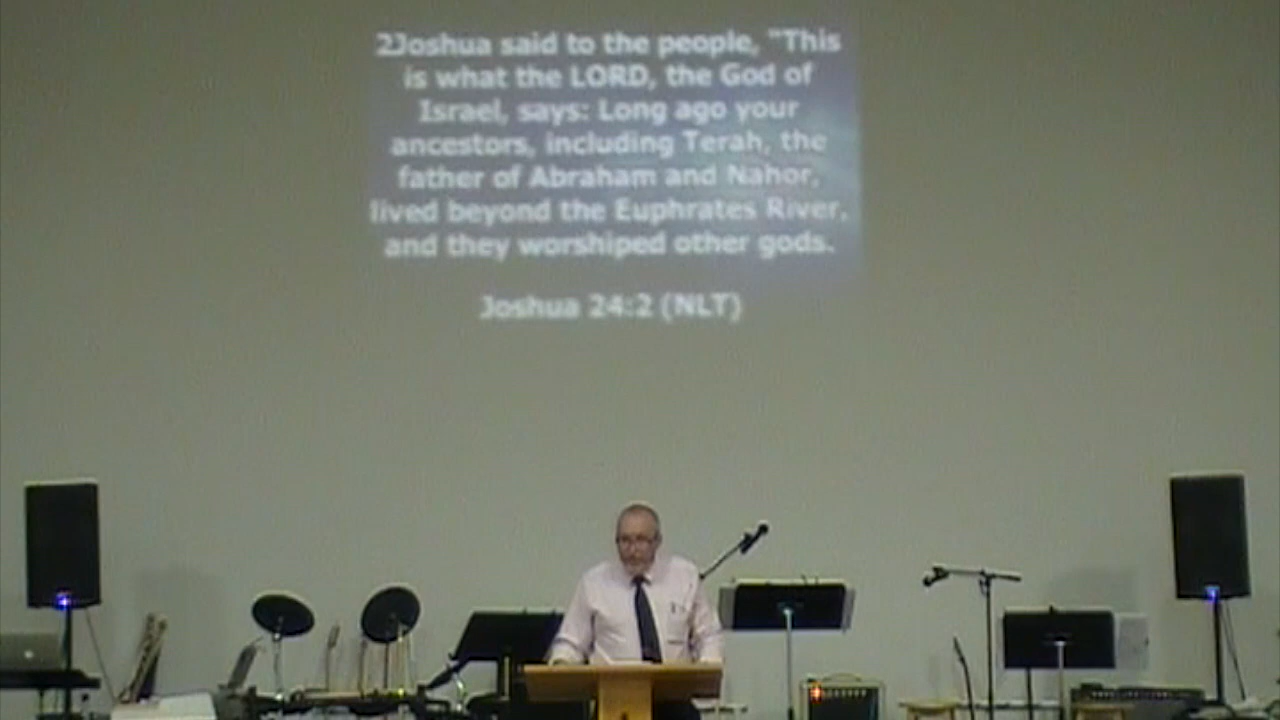 2Joshua said to the people, "This
is what the LORD, the God of
Israel, says: Long ago your
ancestors, including Terah, the
father of Abraham and Nahor,
lived beyond the Euphrates River,
and they worshiped other gods.
Joshua 24:2 (NLT)